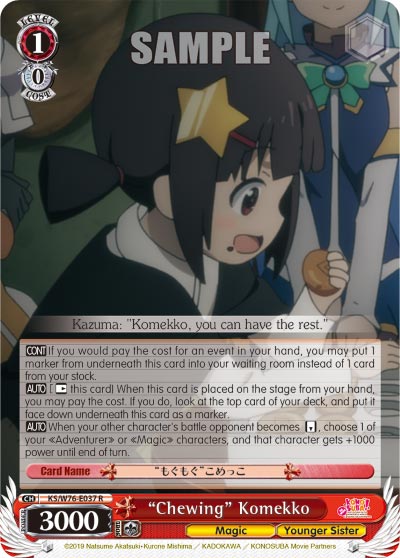 LEVEL
1
0
COST
SAMPLE
Kazuma: "Komekko, you can have the rest."
CONT If you would pay the cost for an event in your hand, you may put 1
marker from underneath this card into your waiting room instead of 1 card
from your stock.
AUTO [ this card] When this card is placed on the stage from your hand,
you may pay the cost. If you do, look at the top card of your deck, and put it
face down underneath this card as a marker.
AUTO When your other character's battle opponent becomes [ ], choose 1 of
your «Adventurer» or «Magic» characters, and that character gets +1000
power until end of turn.
Card Name "もぐもぐ"こめっこ
CH KS/W76-E037 R
3000
"Chewing" Komekko
Magic Younger Sister
©2019 Natsume Akatsuki・Kurone Mishima / KADOKAWA / KONOSUBA Movie Partners